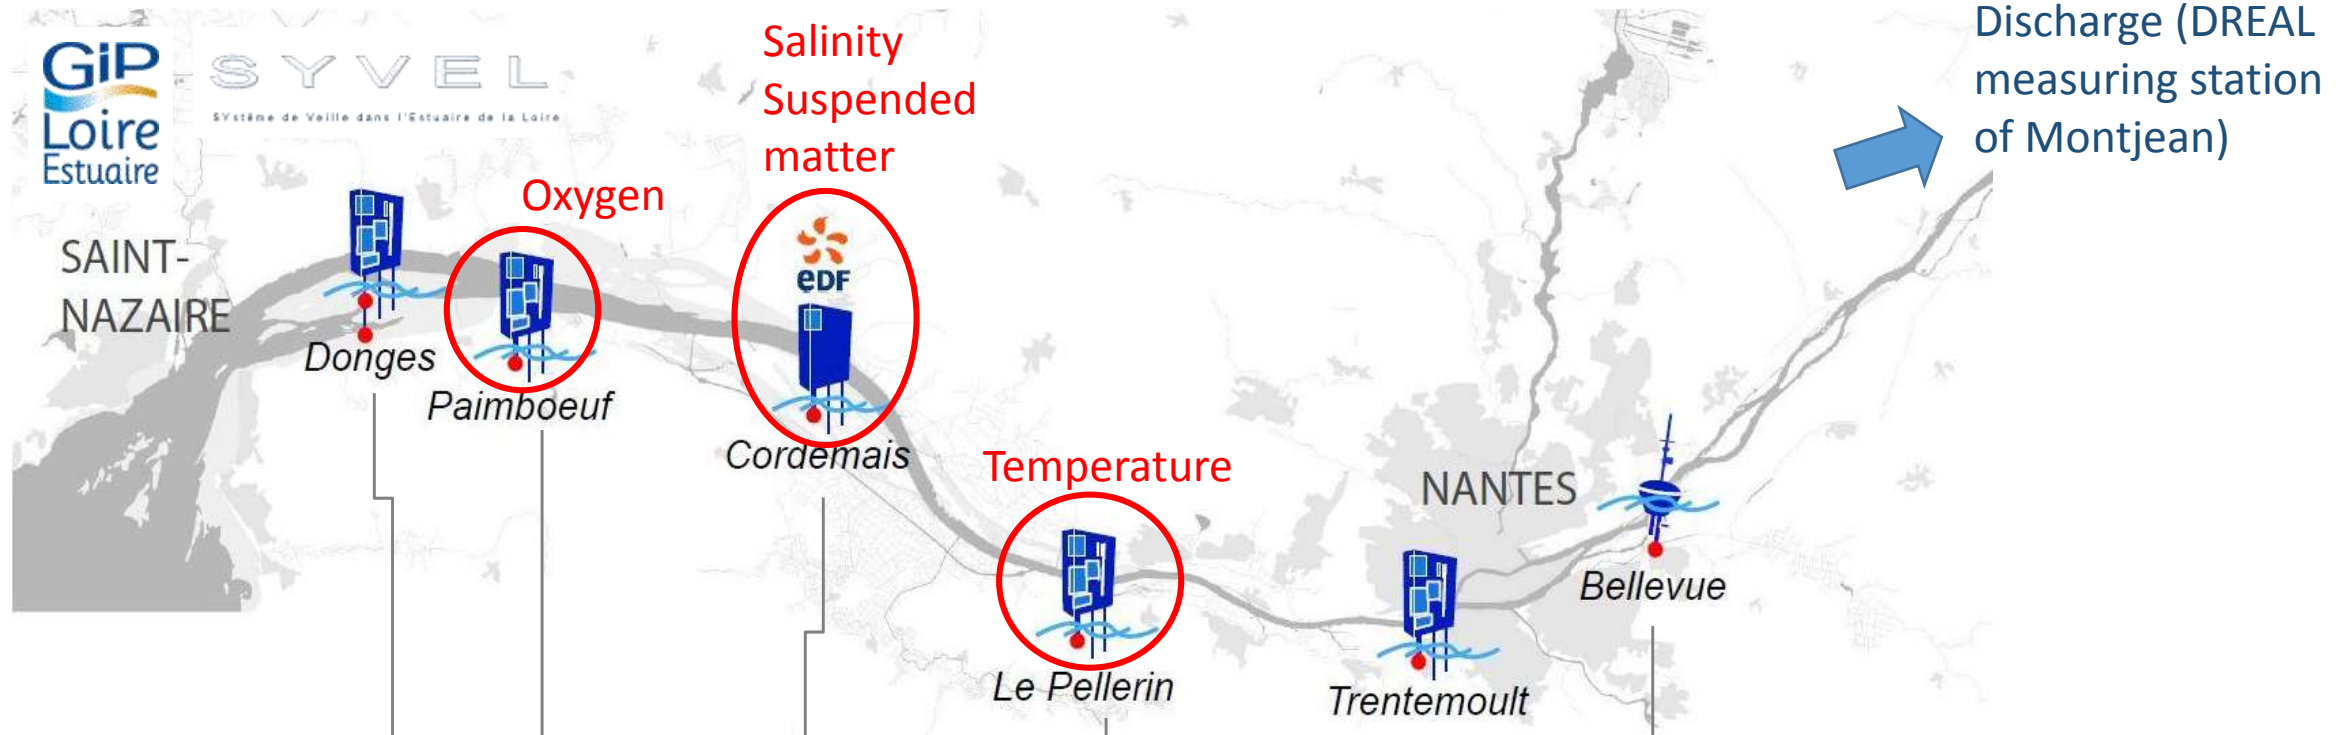 GiP
Loire
Estuaire
SYVEL
SYstème de Veille dans l'Estuaire de la Loire
Salinity
Suspended
matter
Discharge (DREAL
measuring station
of Montjean)
Oxygen
SAINT-
NAZAIRE
eDF
Donges
Paimboeuf
Cordemais
Temperature
NANTES
Bellevue
Le Pellerin
Trentemoult